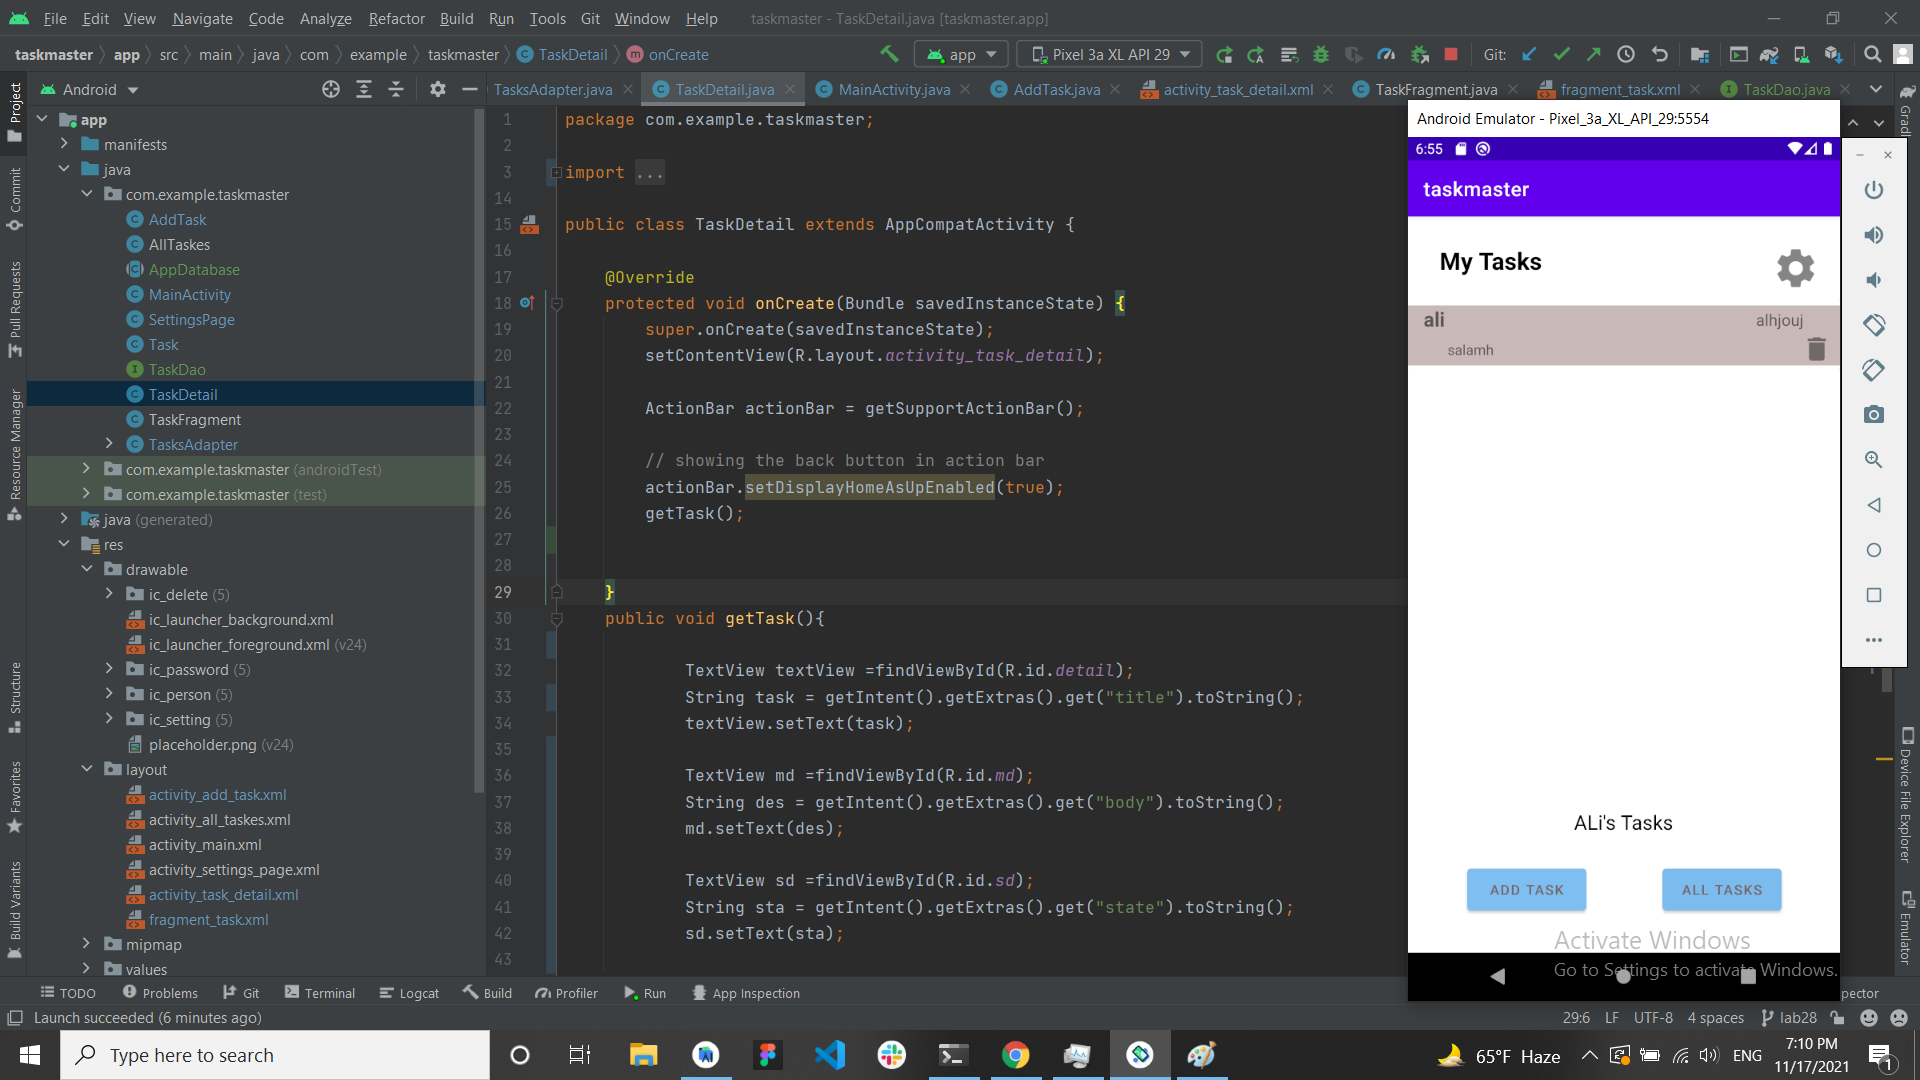 File Edit View Navigate Code Analyze Refactor Build Run Tools Git Window Help taskmaster - TaskDetail.java [taskmaster.app]
taskmaster app src main java com example taskmaster TaskDetail onCreate app Pixel 3a XL API 29 Git:
Android
TasksAdapter.java TaskDetail.java MainActivity.java AddTask.java activity_task_detail.xml TaskFragment.java fragment_task.xml TaskDao.java
Project
Commit
Pull Requests
Resource Manager
Structure
Favorites
Build Variants
app
manifests
java
com.example.taskmaster
AddTask
AllTaskes
AppDatabase
MainActivity
SettingsPage
Task
TaskDao
TaskDetail
TaskFragment
TasksAdapter
com.example.taskmaster (androidTest)
com.example.taskmaster (test)
java (generated)
res
drawable
ic_delete (5)
ic_launcher_background.xml
ic_launcher_foreground.xml (v24)
ic_password (5)
ic_person (5)
ic_setting (5)
placeholder.png (v24)
layout
activity_add_task.xml
activity_all_taskes.xml
activity_main.xml
activity_settings_page.xml
activity_task_detail.xml
fragment_task.xml
mipmap
values
1 package com.example.taskmaster;
2
3 import ...
14
15 public class TaskDetail extends AppCompatActivity {
16
17 @Override
18 protected void onCreate(Bundle savedInstanceState) {
19 super.onCreate(savedInstanceState);
20 setContentView(R.layout.activity_task_detail);
21
22 ActionBar actionBar = getSupportActionBar();
23
24 // showing the back button in action bar
25 actionBar.setDisplayHomeAsUpEnabled(true);
26 getTask();
27
28
29 }
30 public void getTask(){
31
32 TextView textView =findViewById(R.id.detail);
33 String task = getIntent().getExtras().get("title").toString();
34 textView.setText(task);
35
36 TextView md =findViewById(R.id.md);
37 String des = getIntent().getExtras().get("body").toString();
38 md.setText(des);
39
40 TextView sd =findViewById(R.id.sd);
41 String sta = getIntent().getExtras().get("state").toString();
42 sd.setText(sta);
43
Android Emulator - Pixel_3a_XL_API_29:5554
6:55
taskmaster
My Tasks
ali alhjouj
salamh
ALi's Tasks
ADD TASK ALL TASKS
Activate Windows
Go to Settings to activate Windows.
Device File Explorer
Emulator
TODO Problems Git Terminal Logcat Build Profiler Run App Inspection
Launch succeeded (6 minutes ago) 29:6 LF UTF-8 4 spaces lab28
Type here to search 65°F Haze ENG 7:10 PM
11/17/2021
1